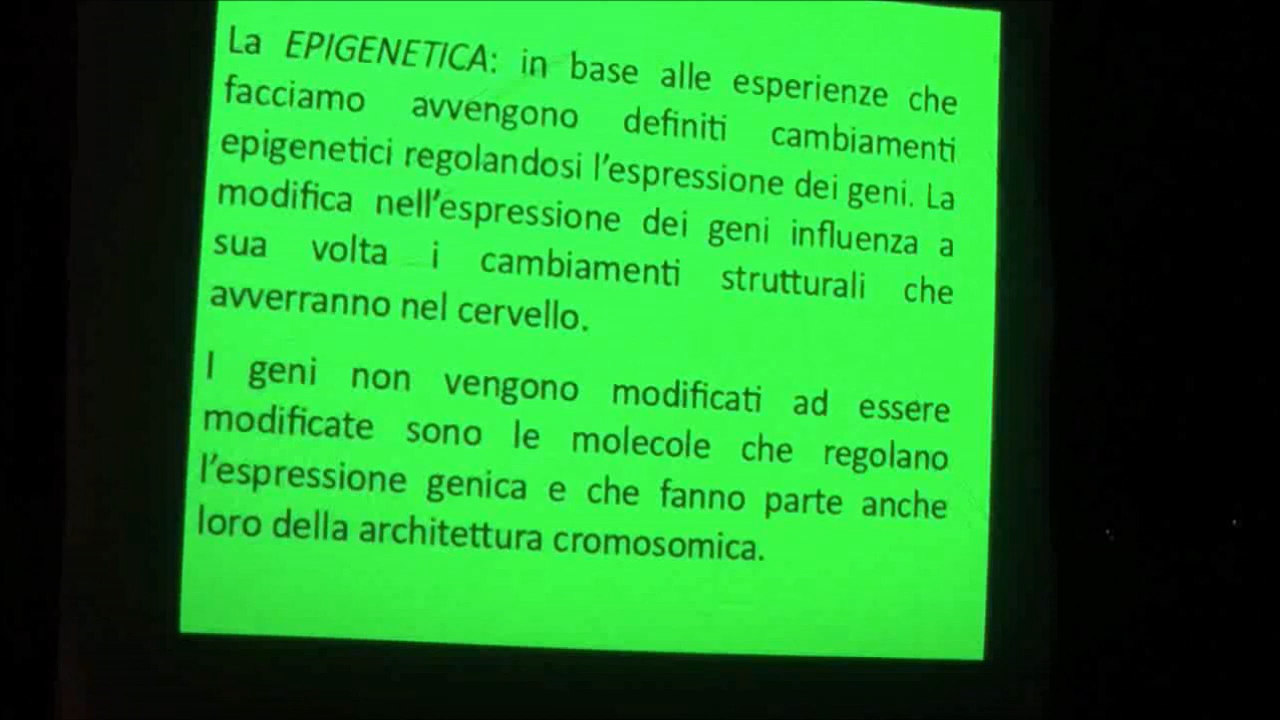 La EPIGENETICA: in base alle esperienze che
facciamo avvengono definiti cambiamenti
epigenetici regolandosi l'espressione dei geni. La
modifica nell'espressione dei geni influenza a
sua volta i cambiamenti strutturali che
avverranno nel cervello.
I geni non vengono modificati ad essere
modificate sono le molecole che regolano
l'espressione genica e che fanno parte anche
loro della architettura cromosomica.